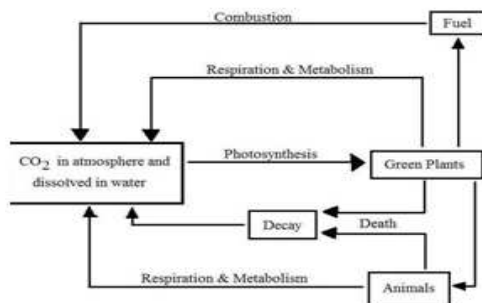 Combustion
Fuel
Respiration & Metabolism
CO2 in atmosphere and
dissolved in water
Photosynthesis
Green Plants
Decay
Death
Respiration & Metabolism
Animals